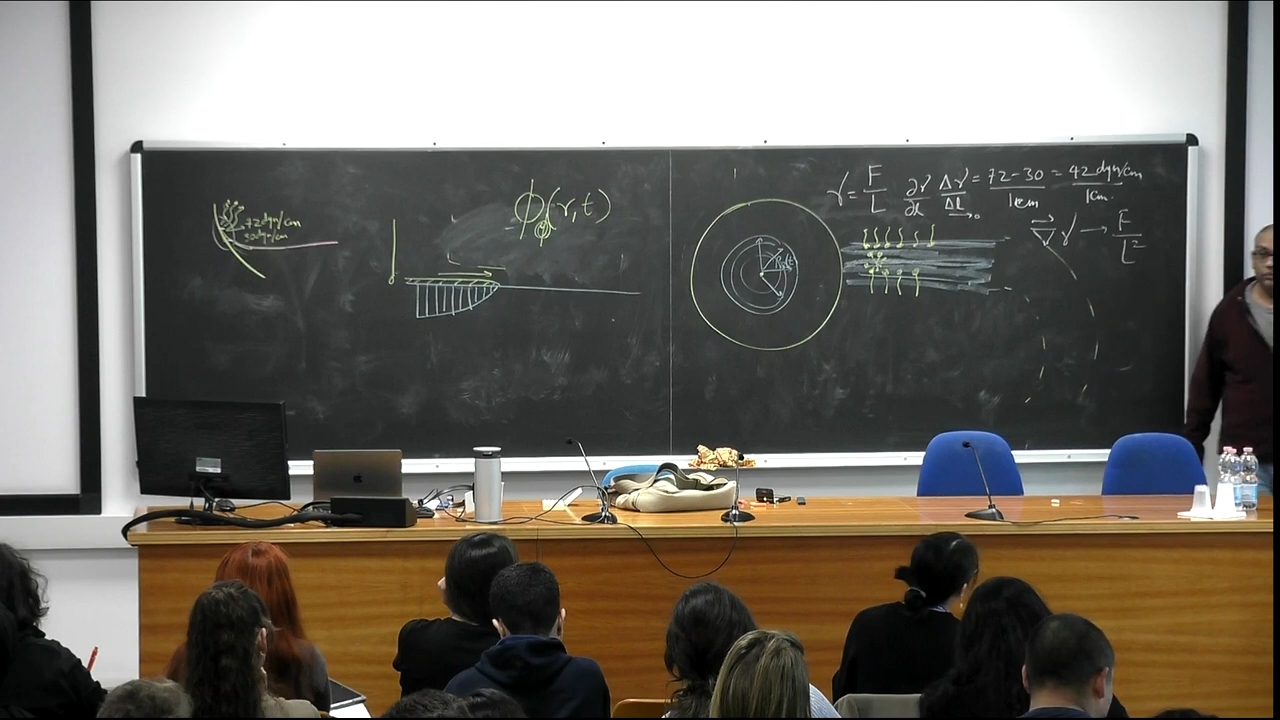 72 dyn/cm
30 dyn/cm
ϕ (r, t)
γ = F/L ∂γ/∂l Δγ/Δl = 72-30/1cm = 42 dyn/cm/1cm.
∇γ → F/L²